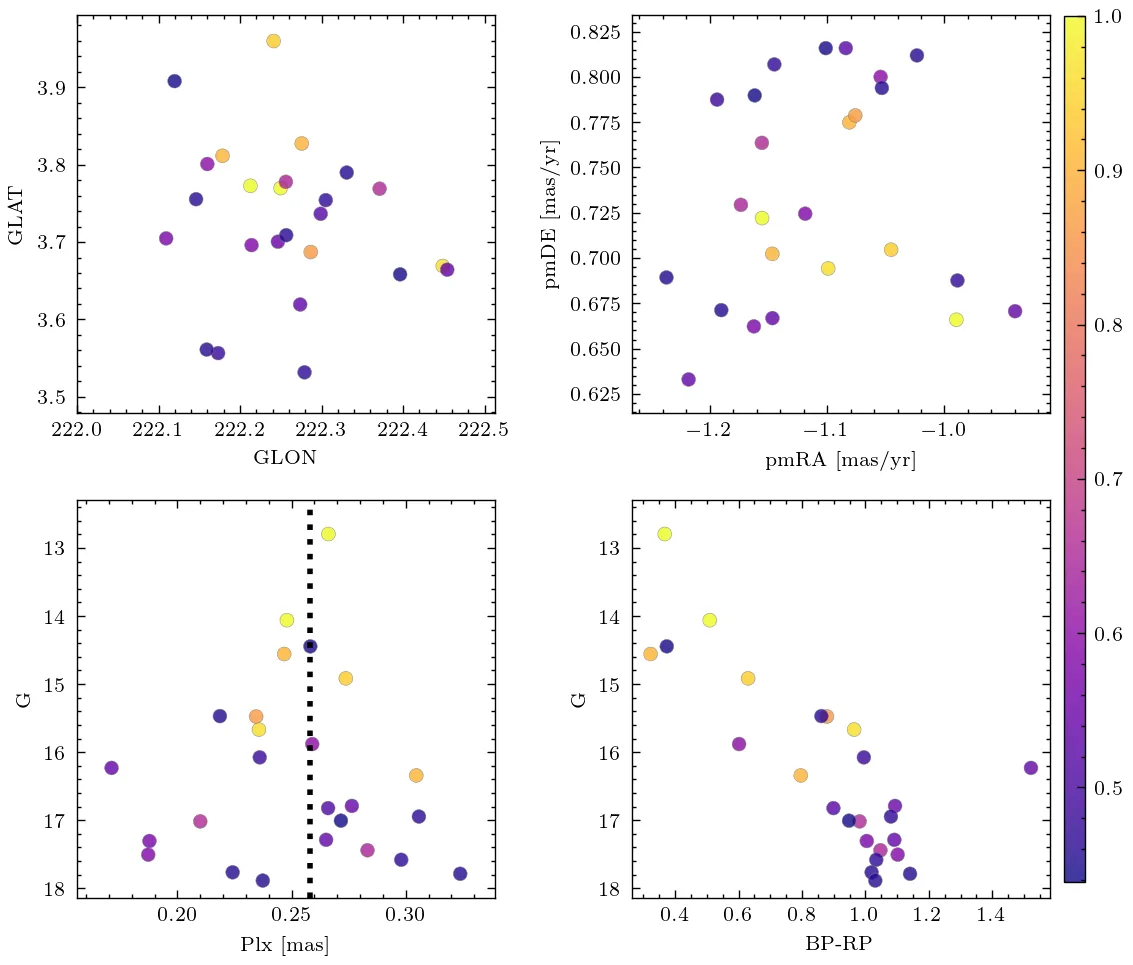 3.9
3.8
3.7
3.6
3.5
GLAT
222.0 222.1 222.2 222.3 222.4 222.5
GLON
0.825
0.800
0.775
0.750
0.725
0.700
0.675
0.650
0.625
pmDE [mas/yr]
−1.2 −1.1 −1.0
pmRA [mas/yr]
1.0
0.9
0.8
0.7
0.6
0.5
13
14
15
16
17
18
G
0.20 0.25 0.30
Plx [mas]
13
14
15
16
17
18
G
0.4 0.6 0.8 1.0 1.2 1.4
BP-RP